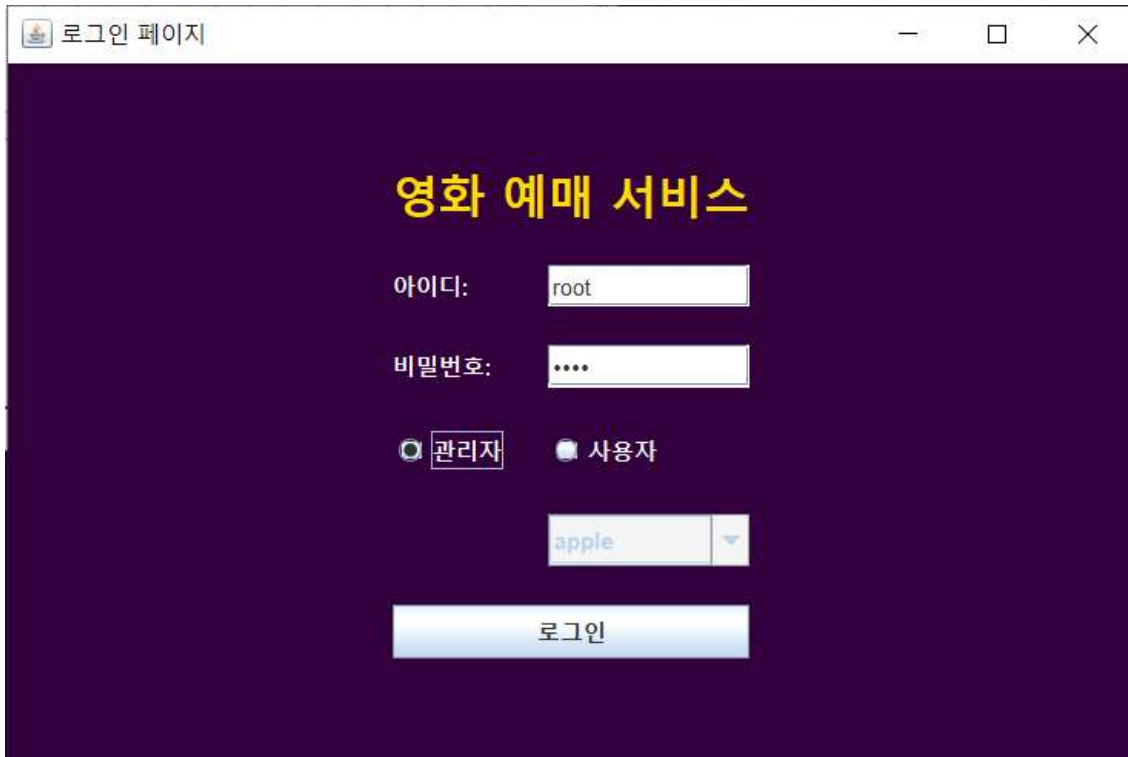 로그인 페이지
영화 예매 서비스
아이디: root
비밀번호: ••••
관리자 사용자
apple
로그인